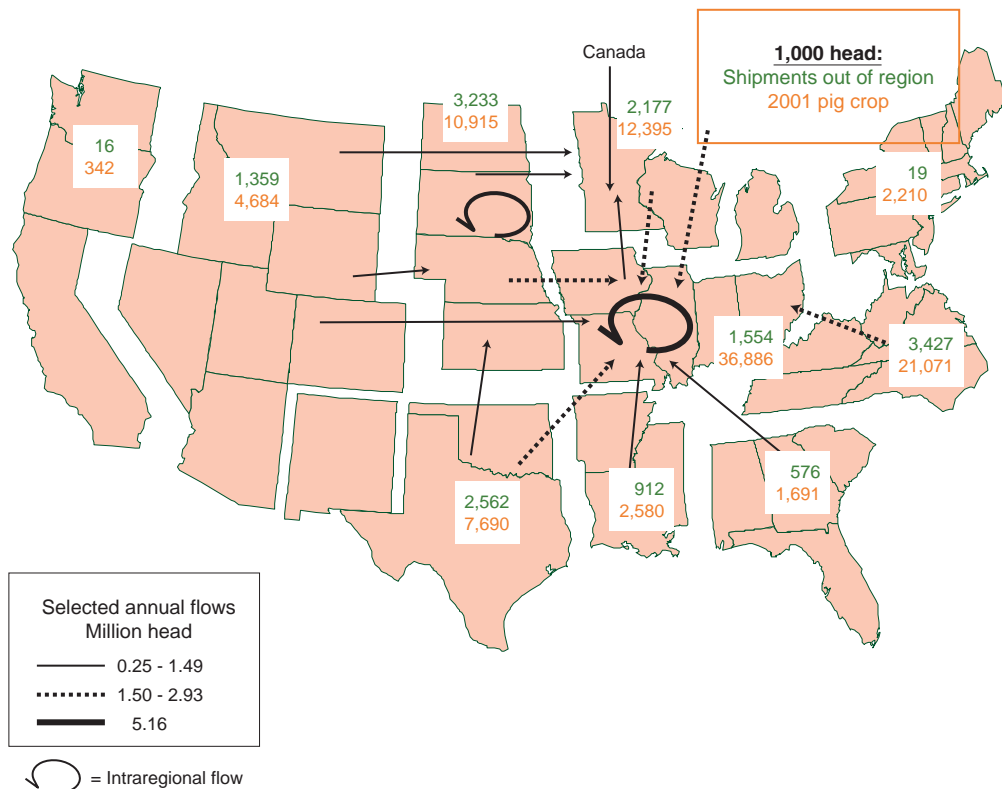 Canada
1,000 head:
Shipments out of region
2001 pig crop
3,233
10,915
2,177
12,395
16
342
1,359
4,684
19
2,210
1,554
36,886
3,427
21,071
2,562
7,690
912
2,580
576
1,691
Selected annual flows
Million head
0.25 - 1.49
1.50 - 2.93
5.16
= Intraregional flow